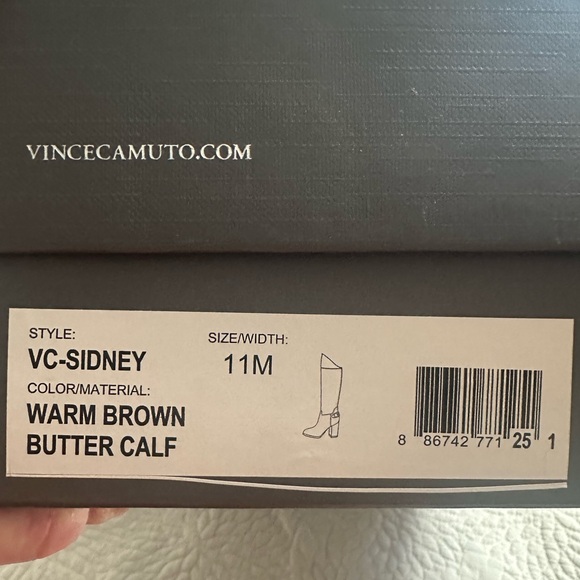 VINCECAMUTO.COM
STYLE:
VC-SIDNEY
COLOR/MATERIAL:
WARM BROWN
BUTTER CALF
SIZE/WIDTH:
11M
8 86742 771 25 1